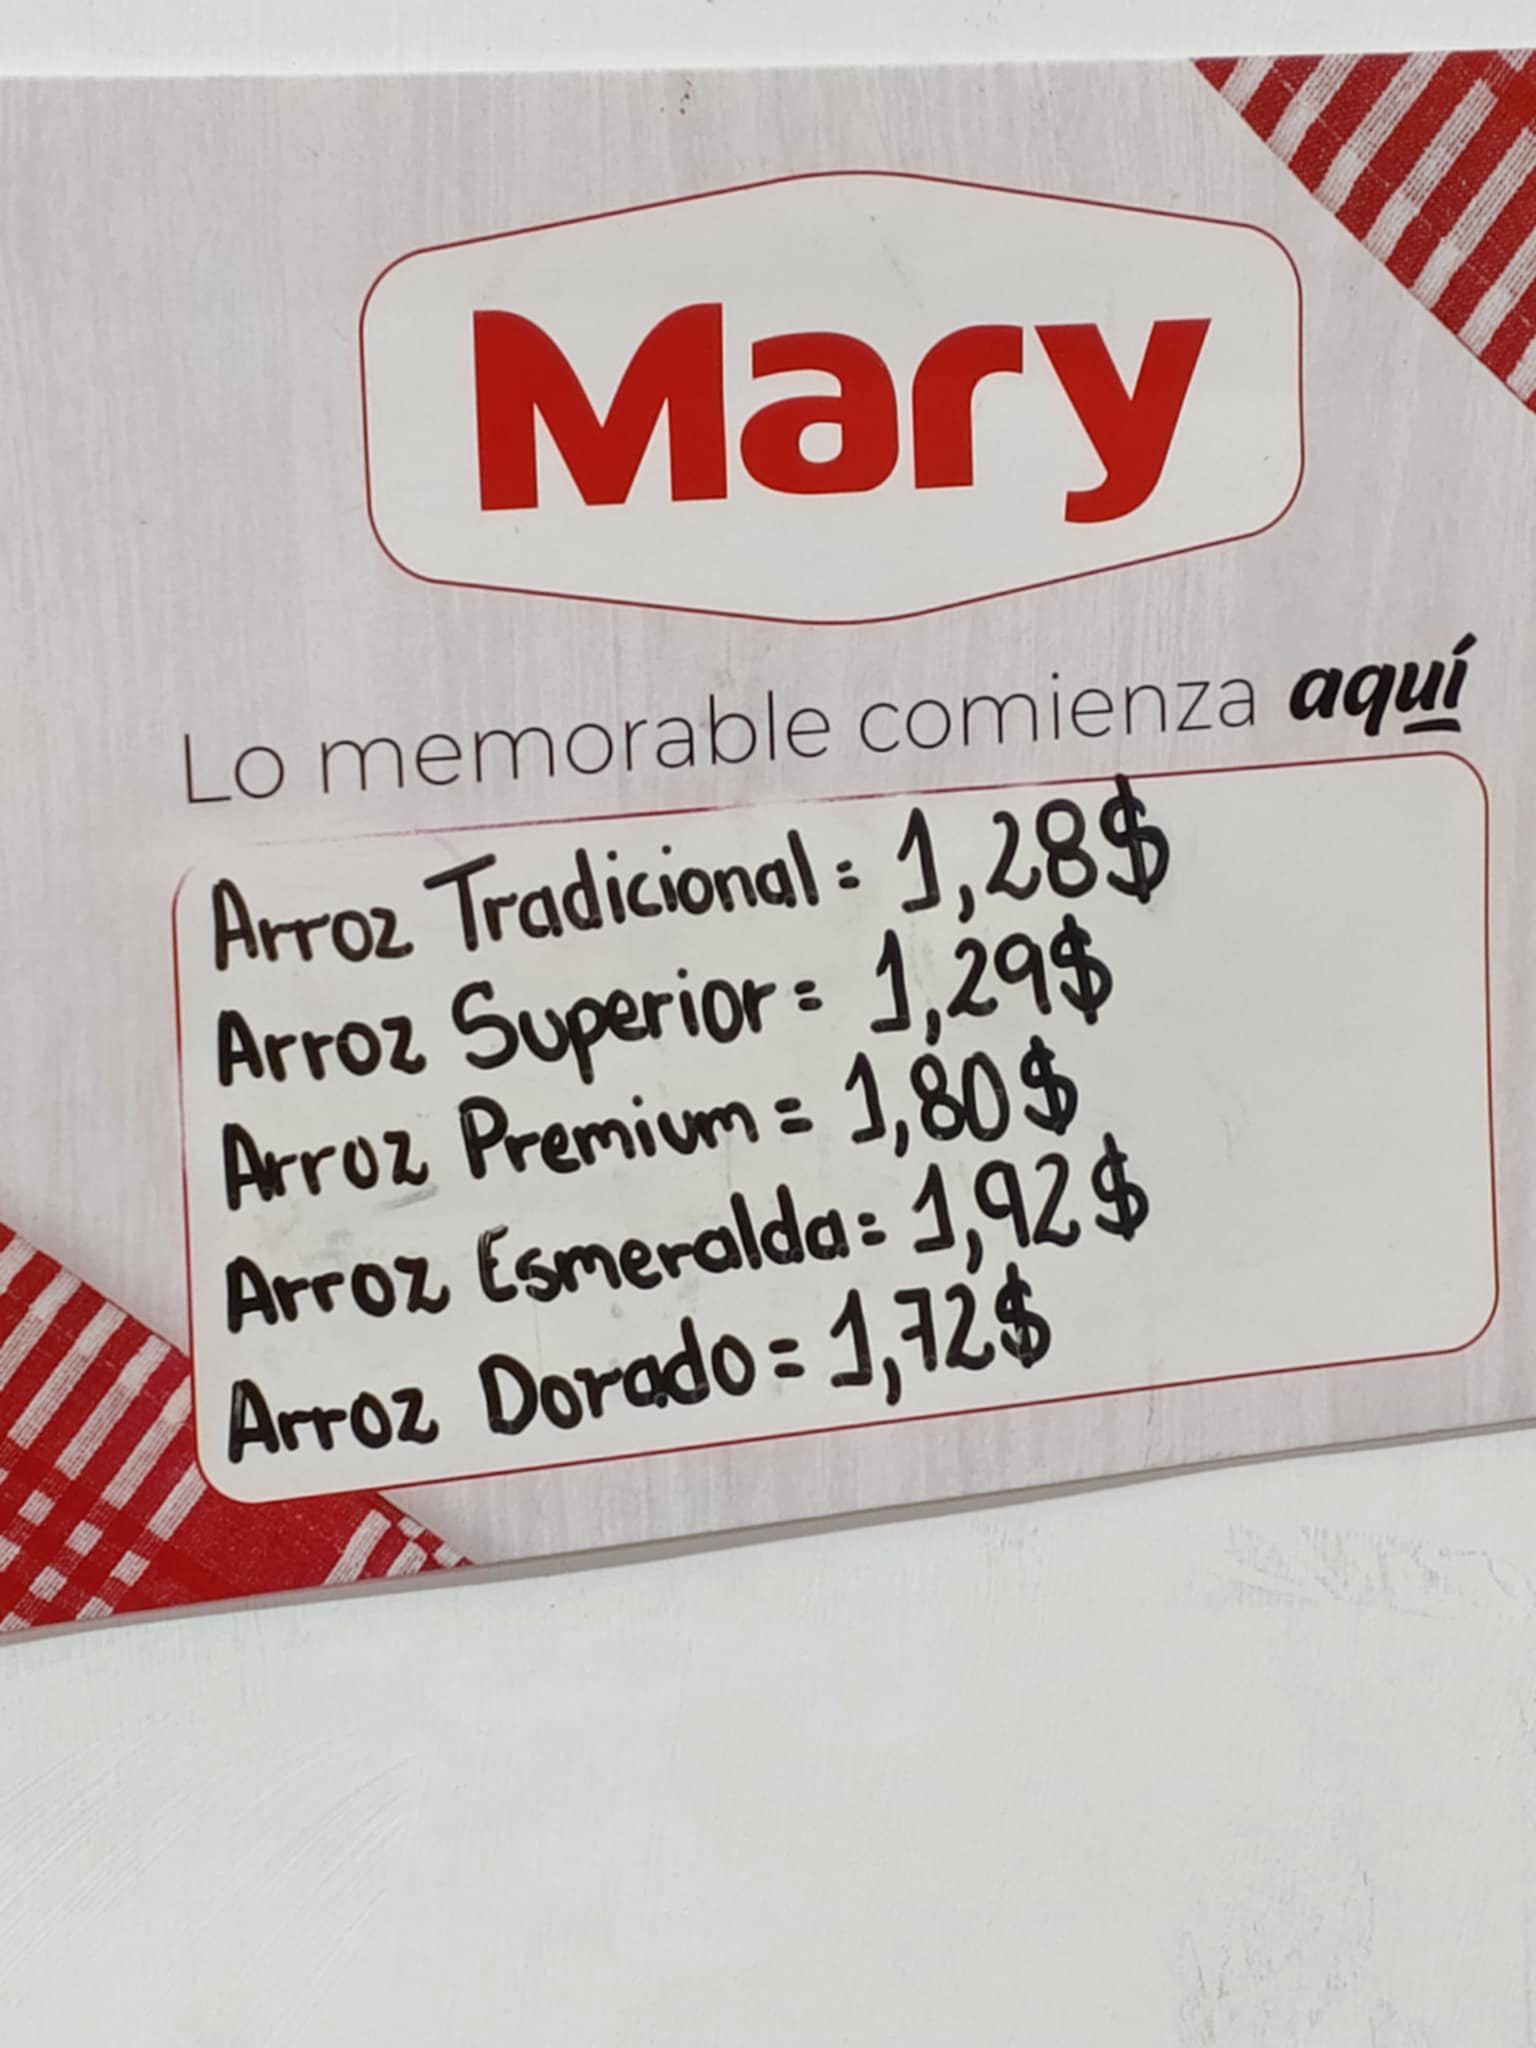 Mary
Lo memorable comienza aquí
Arroz Tradicional = 1,28$
Arroz Superior = 1,29$
Arroz Premium = 1,80$
Arroz Esmeralda = 1,92$
Arroz Dorado = 1,72$